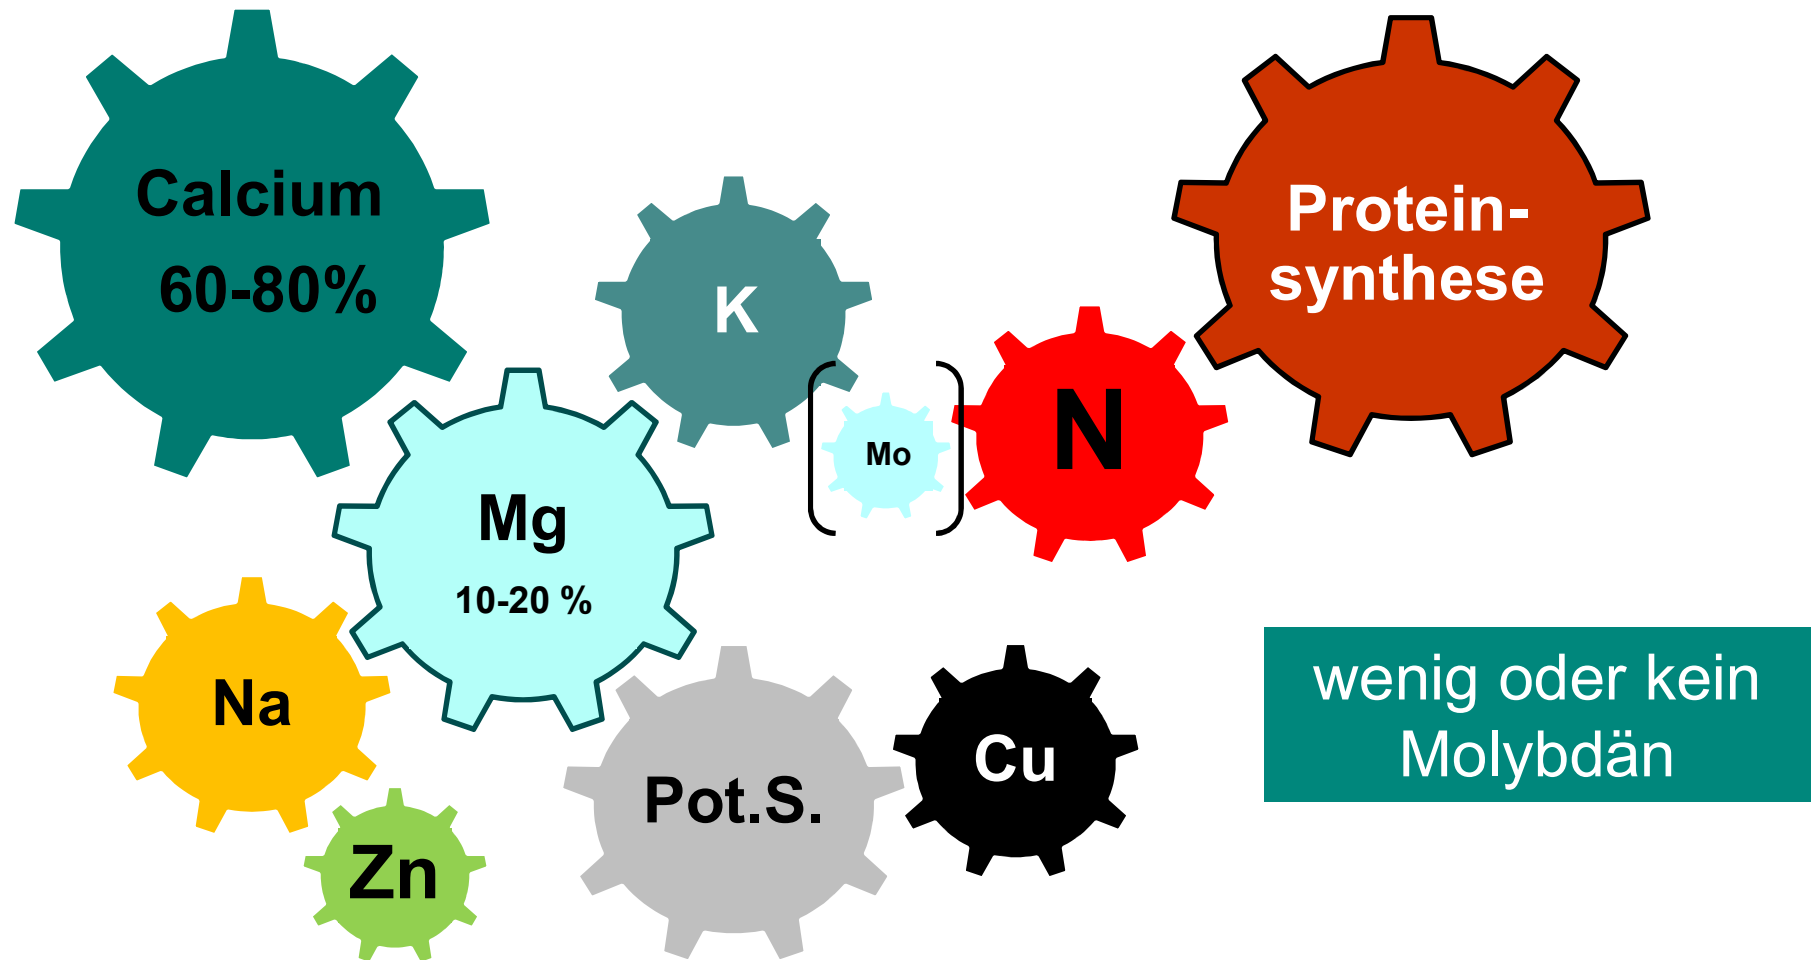 Calcium
60-80%
K
Protein-
synthese
Mo
N
Mg
10-20 %
Na
Zn
Pot.S.
Cu
wenig oder kein
Molybdän